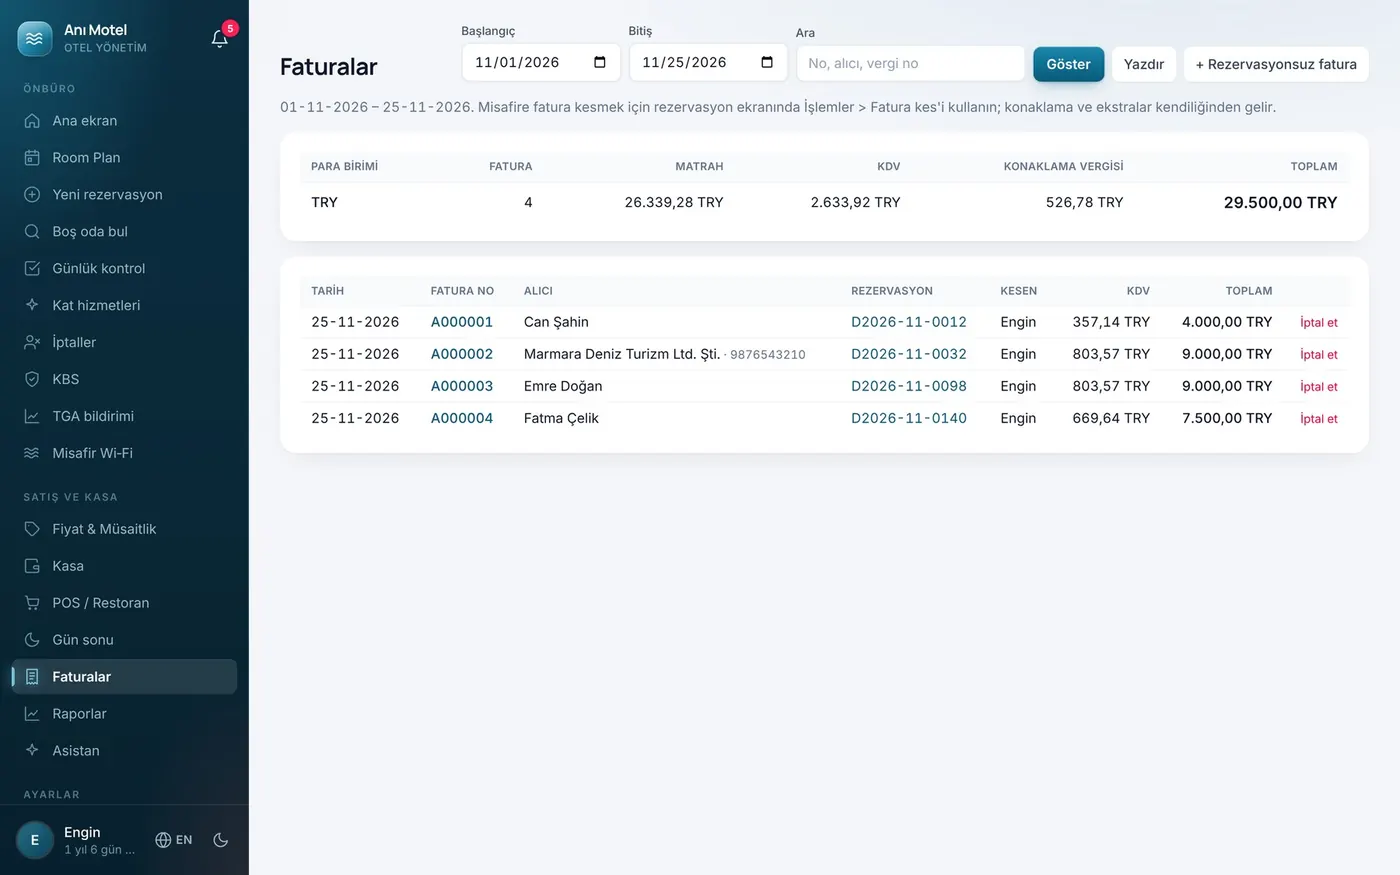 Anı Motel
OTEL YÖNETİM
5
ÖNBÜRO
Ana ekran
Room Plan
Yeni rezervasyon
Boş oda bul
Günlük kontrol
Kat hizmetleri
İptaller
KBS
TGA bildirimi
Misafir Wi-Fi
SATIŞ VE KASA
Fiyat & Müsaitlik
Kasa
POS / Restoran
Gün sonu
Faturalar
Raporlar
Asistan
AYARLAR
E
Engin
1 yıl 6 gün ...
EN
Faturalar
Başlangıç
11/01/2026
Bitiş
11/25/2026
Ara
No, alıcı, vergi no
Göster
Yazdır
+ Rezervasyonsuz fatura
01-11-2026 – 25-11-2026. Misafire fatura kesmek için rezervasyon ekranında İşlemler > Fatura kes'i kullanın; konaklama ve ekstralar kendiliğinden gelir.
PARA BİRİMİ FATURA MATRAH KDV KONAKLAMA VERGİSİ TOPLAM
TRY 4 26.339,28 TRY 2.633,92 TRY 526,78 TRY 29.500,00 TRY
TARİH FATURA NO ALICI REZERVASYON KESEN KDV TOPLAM
25-11-2026 A000001 Can Şahin D2026-11-0012 Engin 357,14 TRY 4.000,00 TRY İptal et
25-11-2026 A000002 Marmara Deniz Turizm Ltd. Şti. · 9876543210 D2026-11-0032 Engin 803,57 TRY 9.000,00 TRY İptal et
25-11-2026 A000003 Emre Doğan D2026-11-0098 Engin 803,57 TRY 9.000,00 TRY İptal et
25-11-2026 A000004 Fatma Çelik D2026-11-0140 Engin 669,64 TRY 7.500,00 TRY İptal et